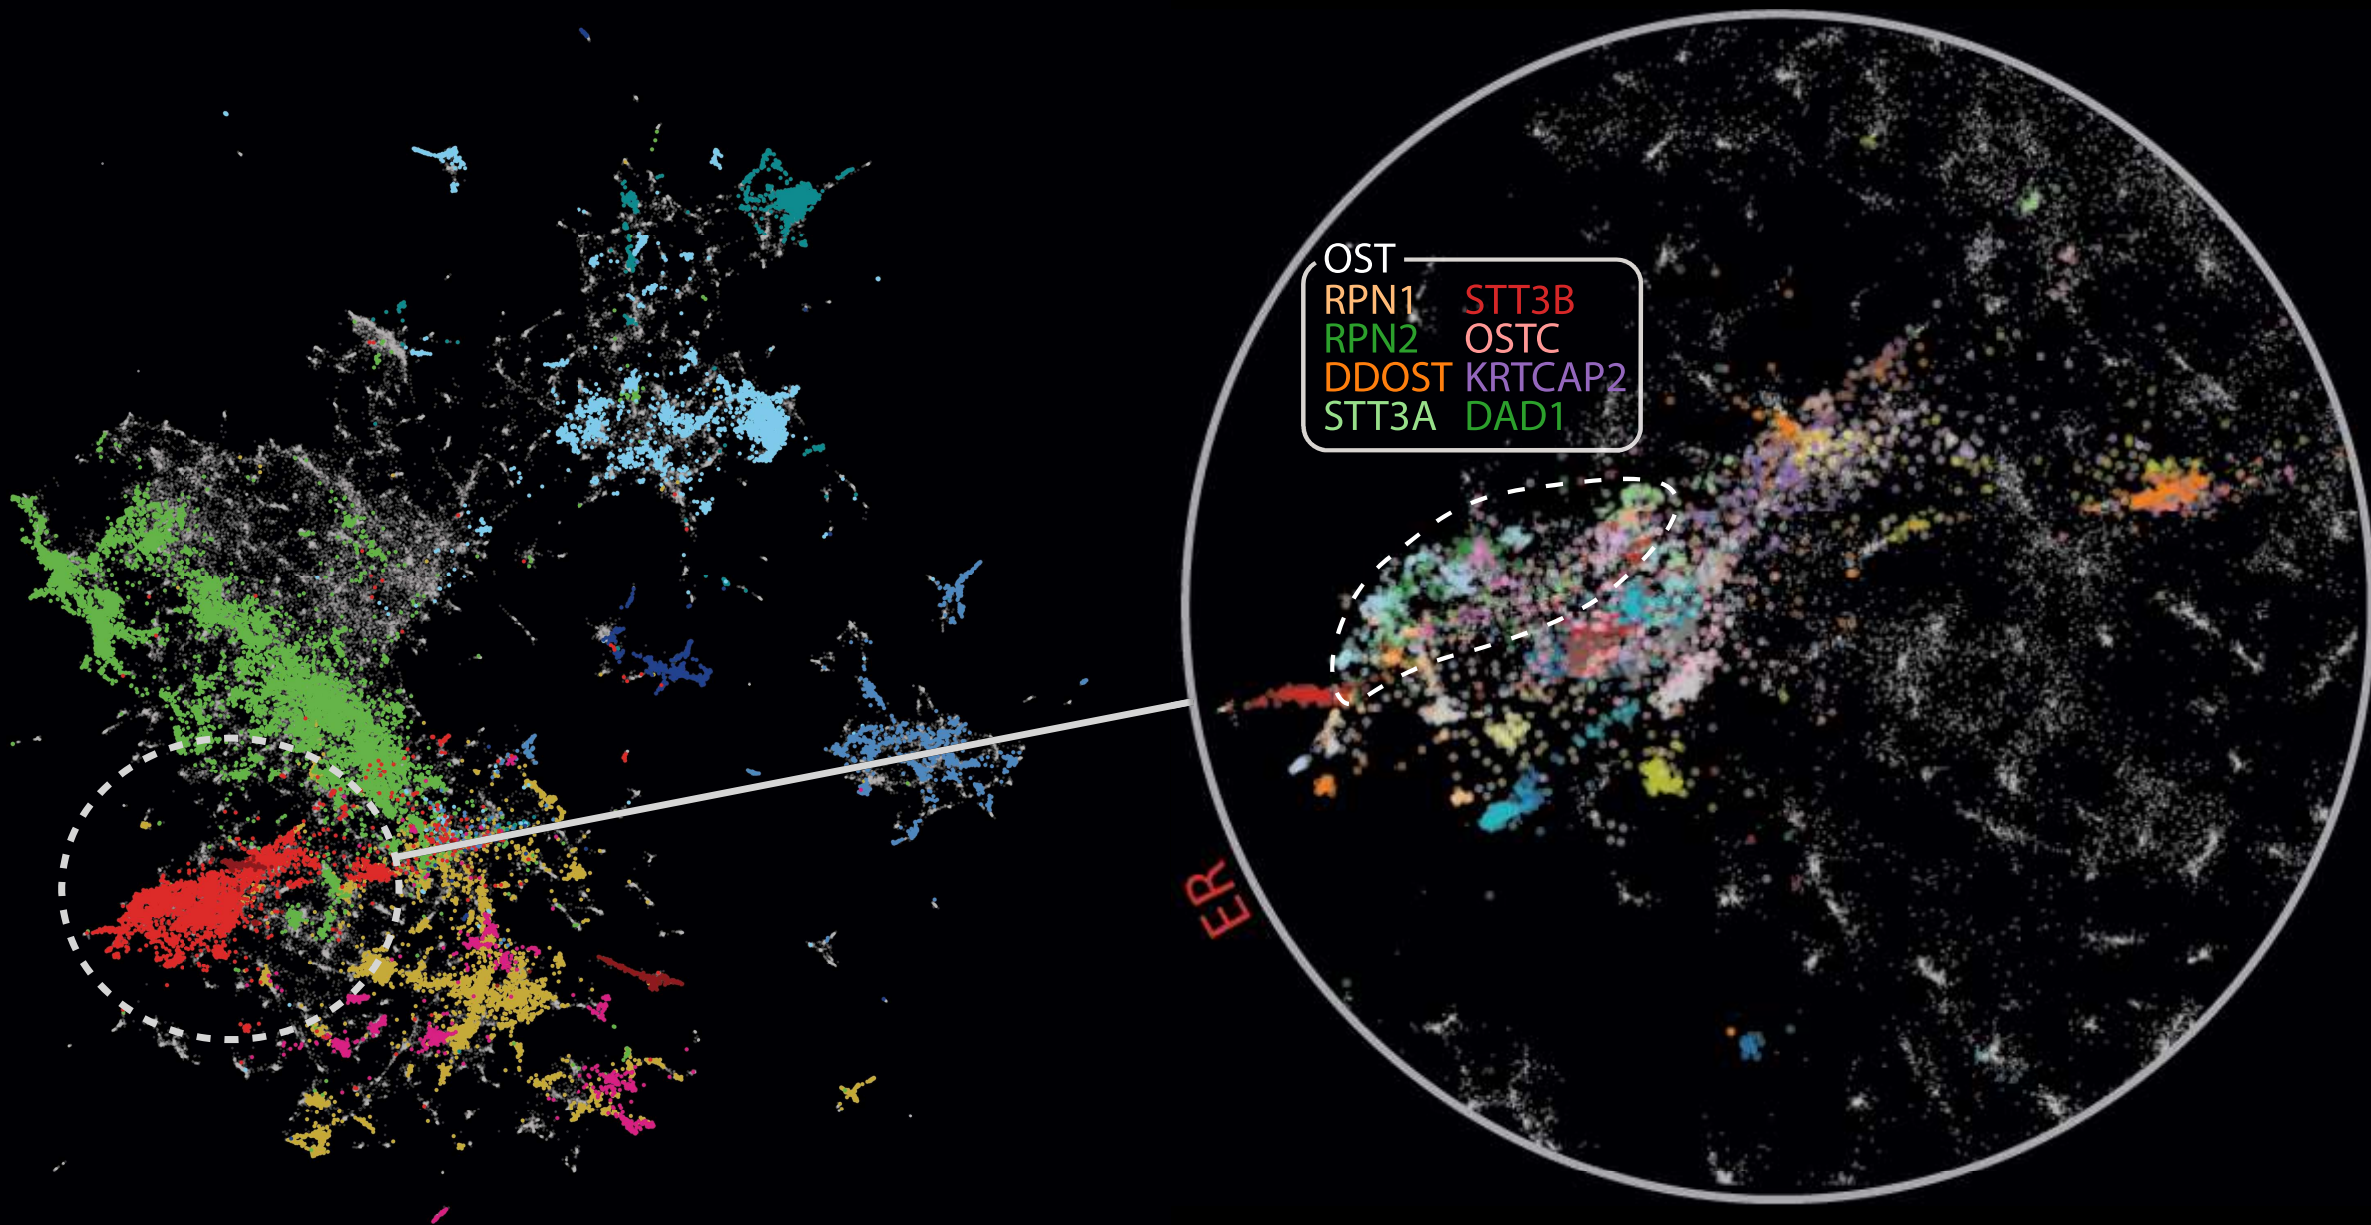 OST
RPN1 STT3B
RPN2 OSTC
DDOST KRTCAP2
STT3A DAD1
ER